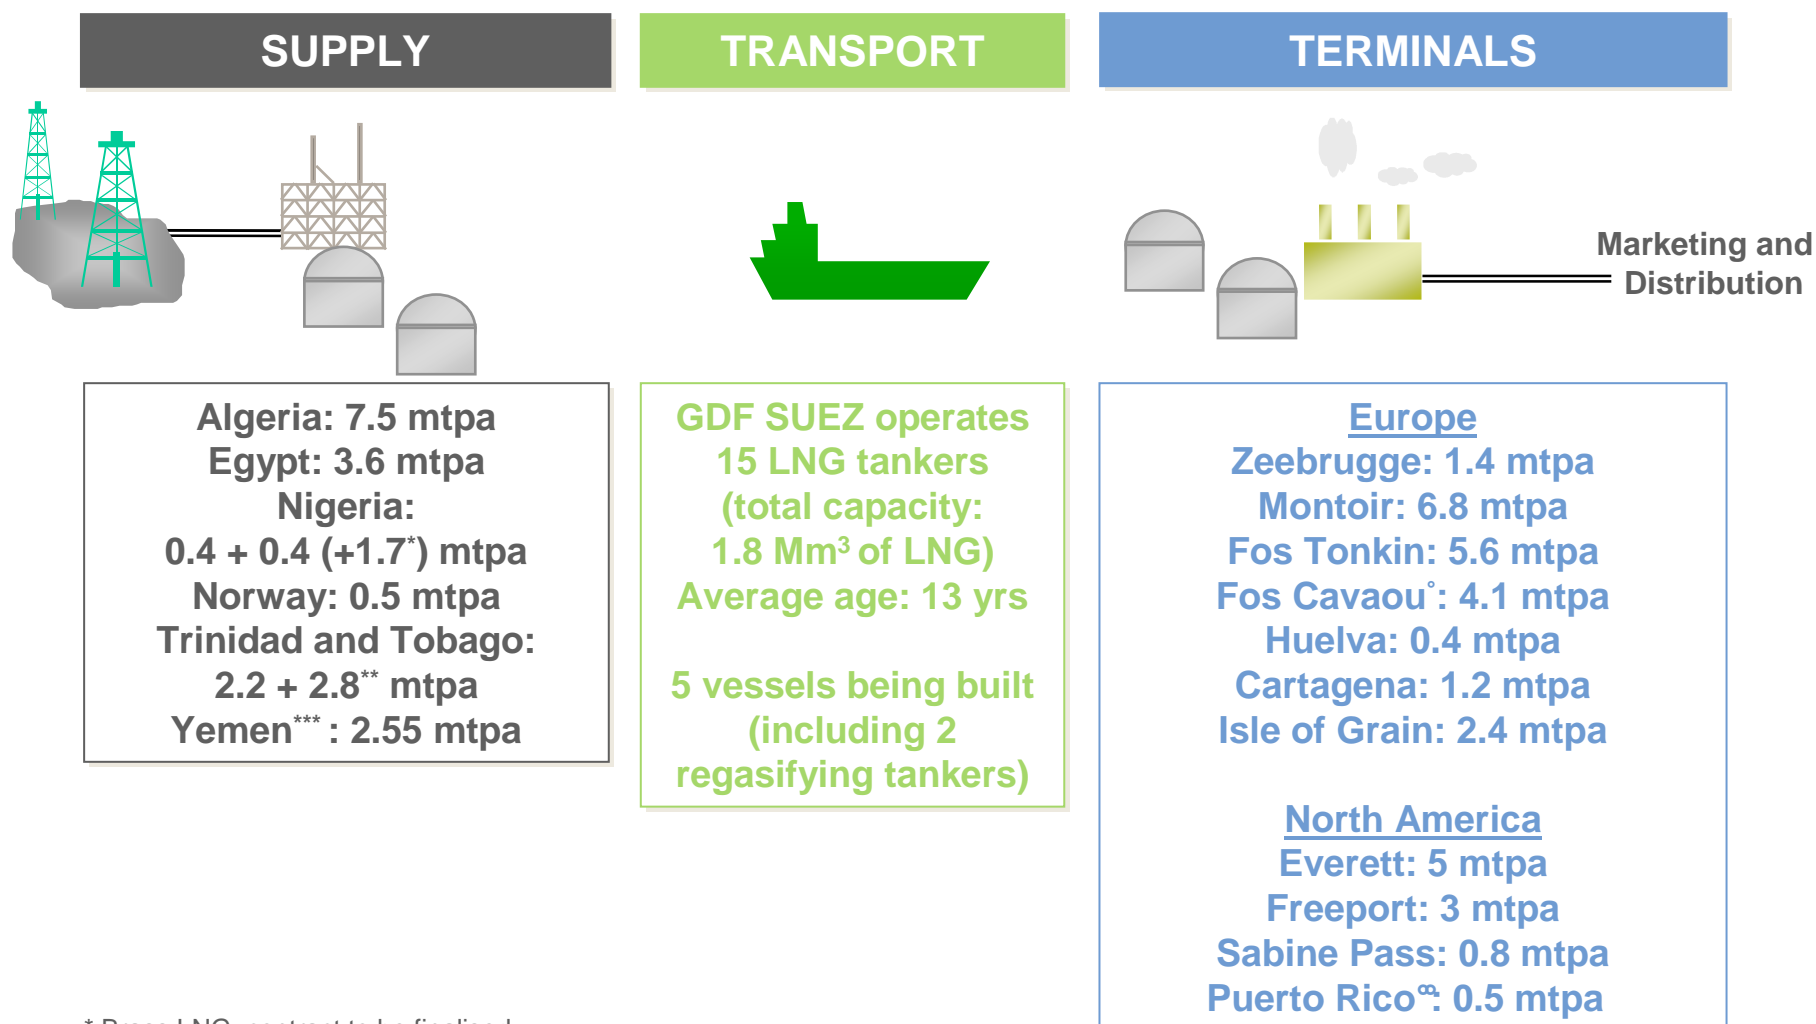 SUPPLY
TRANSPORT
TERMINALS
Marketing and
Distribution
Algeria: 7.5 mtpa
Egypt: 3.6 mtpa
Nigeria:
0.4 + 0.4 (+1.7*) mtpa
Norway: 0.5 mtpa
Trinidad and Tobago:
2.2 + 2.8** mtpa
Yemen*** : 2.55 mtpa
GDF SUEZ operates
15 LNG tankers
(total capacity:
1.8 Mm³ of LNG)
Average age: 13 yrs
5 vessels being built
(including 2
regasifying tankers)
Europe
Zeebrugge: 1.4 mtpa
Montoir: 6.8 mtpa
Fos Tonkin: 5.6 mtpa
Fos Cavaou°: 4.1 mtpa
Huelva: 0.4 mtpa
Cartagena: 1.2 mtpa
Isle of Grain: 2.4 mtpa
North America
Everett: 5 mtpa
Freeport: 3 mtpa
Sabine Pass: 0.8 mtpa
Puerto Rico°°: 0.5 mtpa
* Brass LNG, contract to be finalised